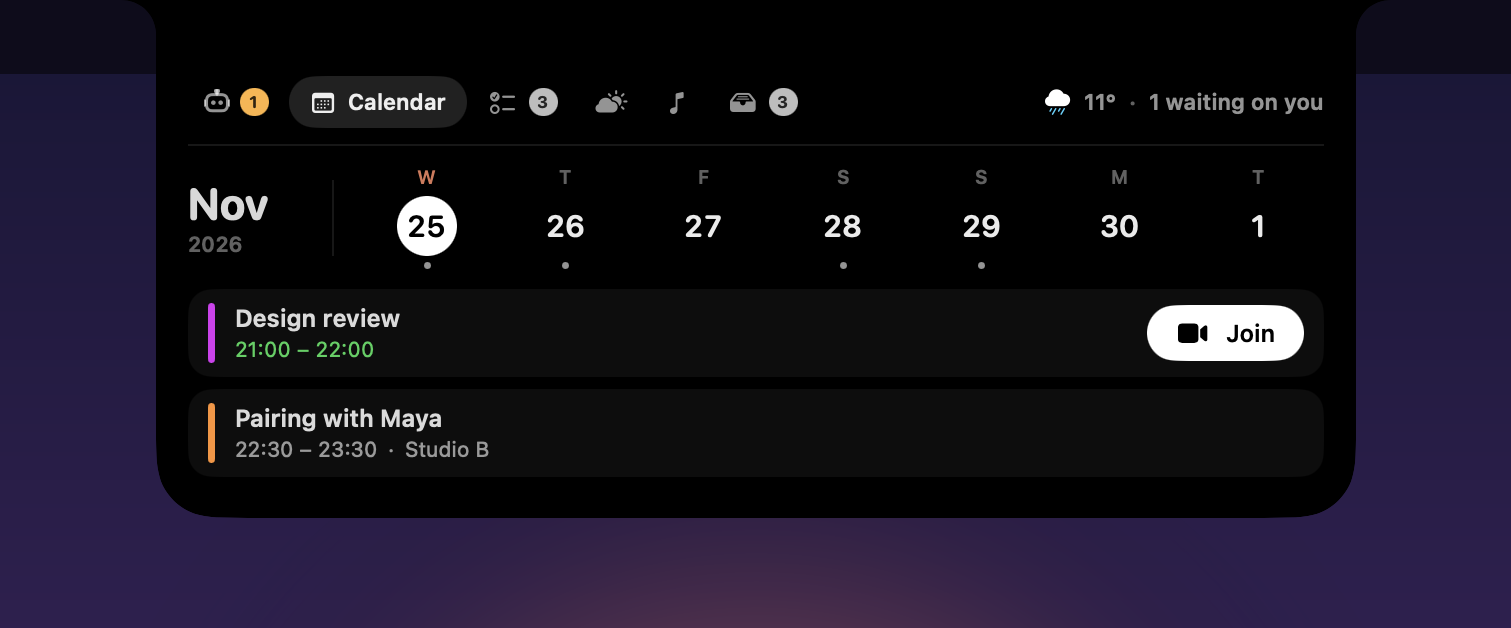 1 Calendar 3 3 11° · 1 waiting on you
Nov
2026
W T F S S M T
25 26 27 28 29 30 1
Design review
21:00 – 22:00
Join
Pairing with Maya
22:30 – 23:30 · Studio B